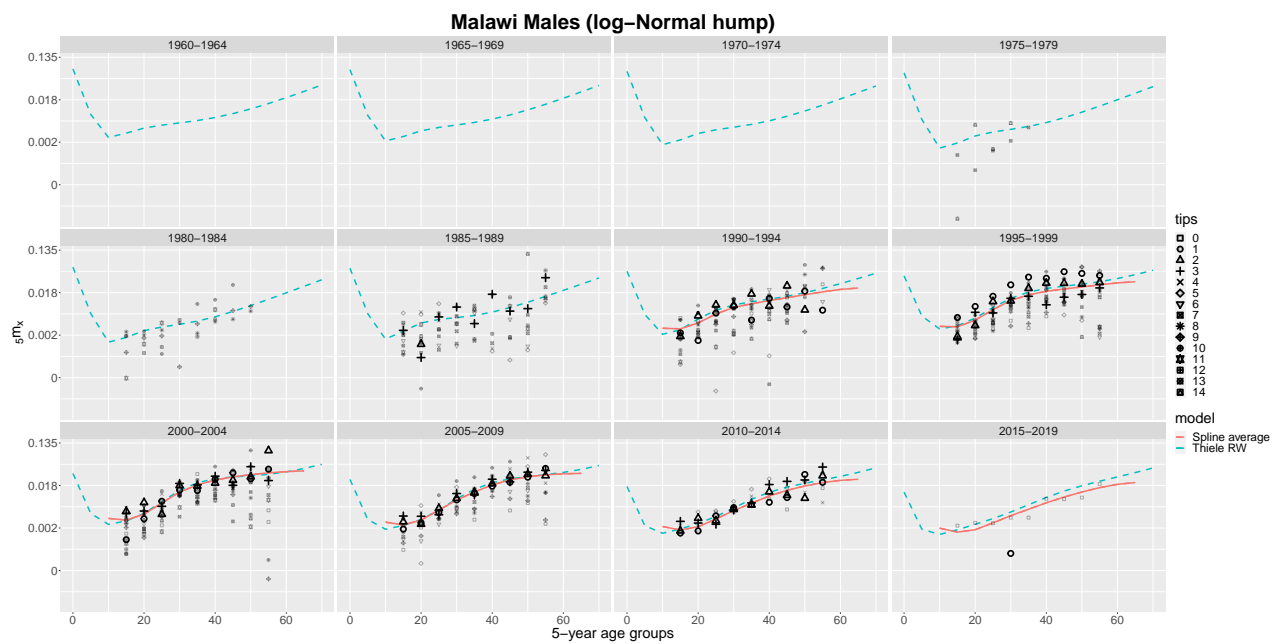 Malawi Males (log−Normal hump)
1960−1964 1965−1969 1970−1974 1975−1979
0.135
0.018
0.002
0
1980−1984 1985−1989 1990−1994 1995−1999
0.135
0.018
0.002
0
2000−2004 2005−2009 2010−2014 2015−2019
0.135
0.018
0.002
0
0 20 40 60 0 20 40 60 0 20 40 60 0 20 40 60
5−year age groups
5mx
tips
0
1
2
3
4
5
6
7
8
9
10
11
12
13
14
model
Spline average
Thiele RW